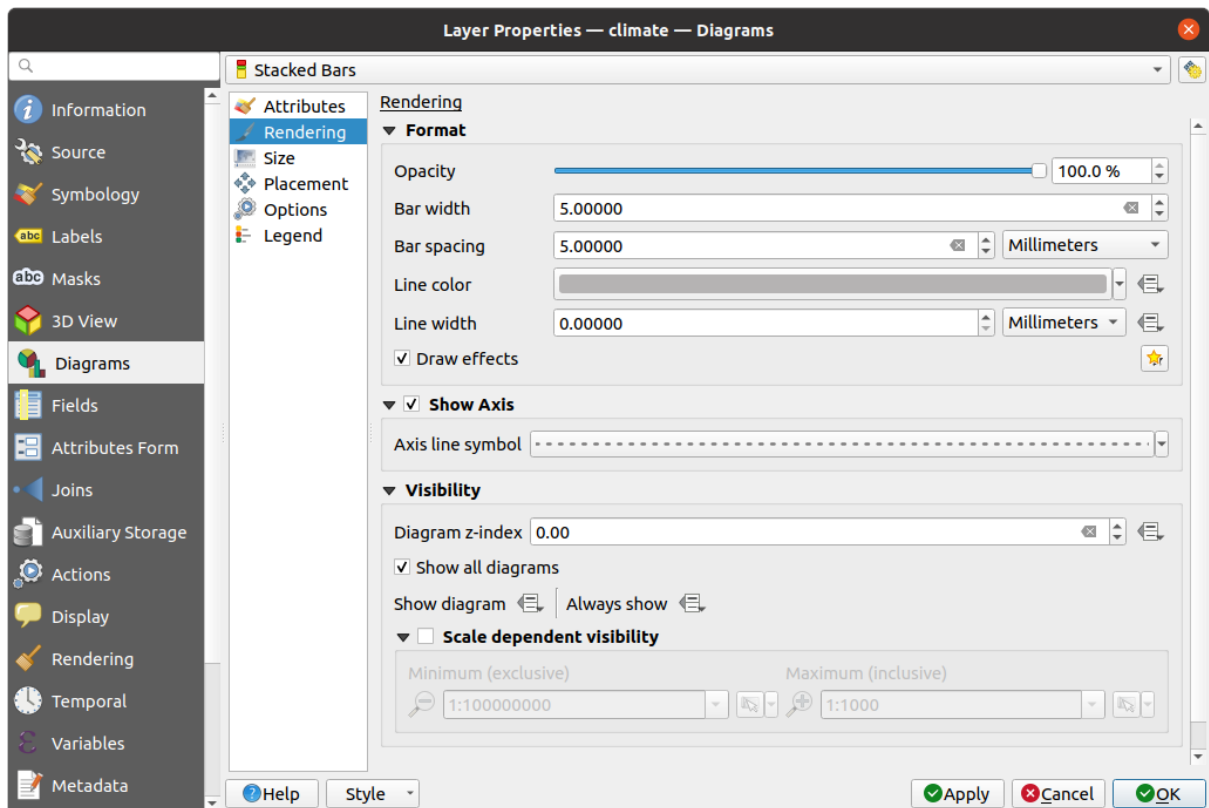 Layer Properties — climate — Diagrams
Stacked Bars
Information
Source
Symbology
abc Labels
abc Masks
3D View
Diagrams
Fields
Attributes Form
Joins
Auxiliary Storage
Actions
Display
Rendering
Temporal
Variables
Metadata
Attributes
Rendering
Size
Placement
Options
Legend
Rendering
Format
Opacity 100.0 %
Bar width 5.00000
Bar spacing 5.00000 Millimeters
Line color
Line width 0.00000 Millimeters
Draw effects
Show Axis
Axis line symbol
Visibility
Diagram z-index 0.00
Show all diagrams
Show diagram Always show
Scale dependent visibility
Minimum (exclusive) Maximum (inclusive)
1:100000000 1:1000
Help Style Apply Cancel OK